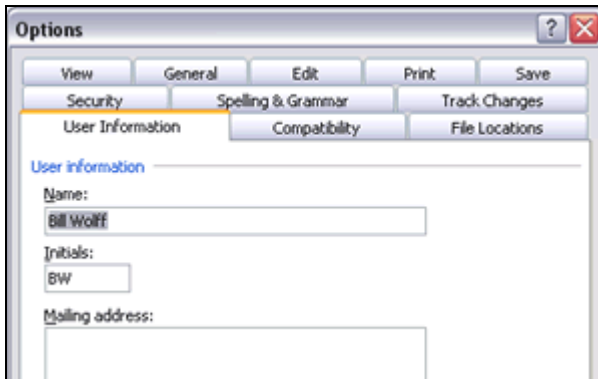 Options
View General Edit Print Save
Security Spelling & Grammar Track Changes
User Information Compatibility File Locations
User information
Name:
Bill Wolff
Initials:
BW
Mailing address: